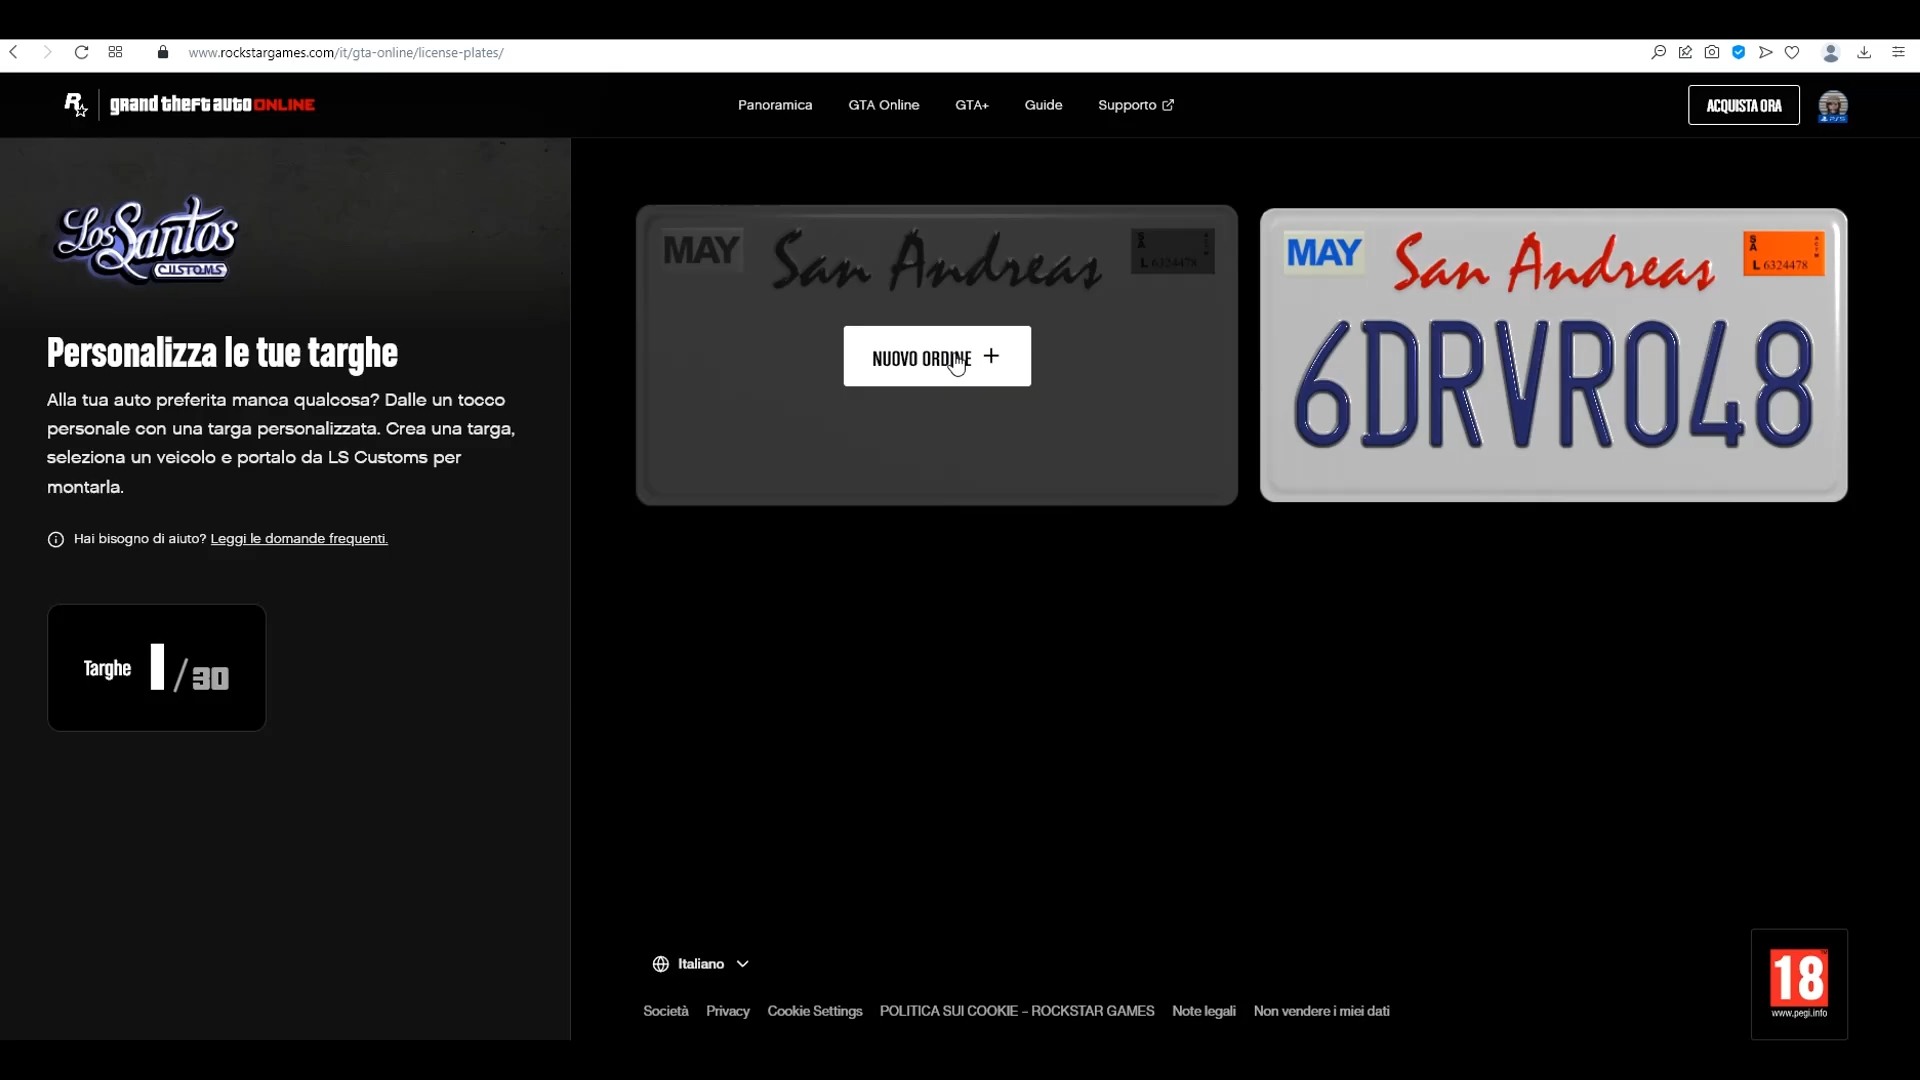 www.rockstargames.com/it/gta-online/license-plates/
R
grand theft auto ONLINE
Panoramica
GTA Online
GTA+
Guide
Supporto
ACQUISTA ORA
PS5
Los Santos
CUSTOMS
Personalizza le tue targhe
Alla tua auto preferita manca qualcosa? Dalle un tocco
personale con una targa personalizzata. Crea una targa,
seleziona un veicolo e portalo da LS Customs per
montarla.
Hai bisogno di aiuto? Leggi le domande frequenti.
Targhe 1 / 30
MAY
San Andreas
SA
L 6324478
NUOVO ORDINE +
MAY
San Andreas
SA
L 6324478
6DRVR048
Italiano
Società
Privacy
Cookie Settings
POLITICA SUI COOKIE – ROCKSTAR GAMES
Note legali
Non vendere i miei dati
18
www.pegi.info